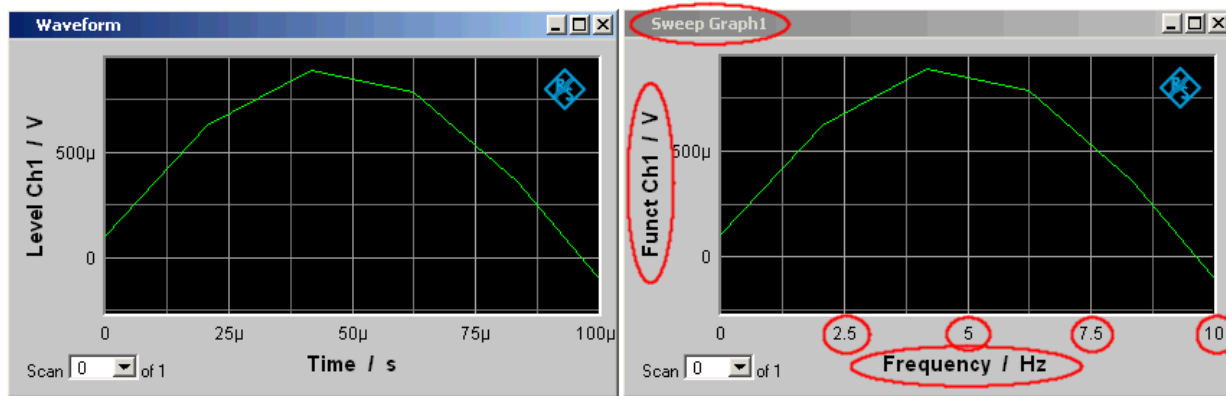 Waveform
Level Ch1 / V
500µ
0
0 25µ 50µ 75µ 100µ
Time / s
Scan 0 of 1
Sweep Graph1
Funct Ch1 / V
500µ
0
0 2.5 5 7.5 10
Frequency / Hz
Scan 0 of 1